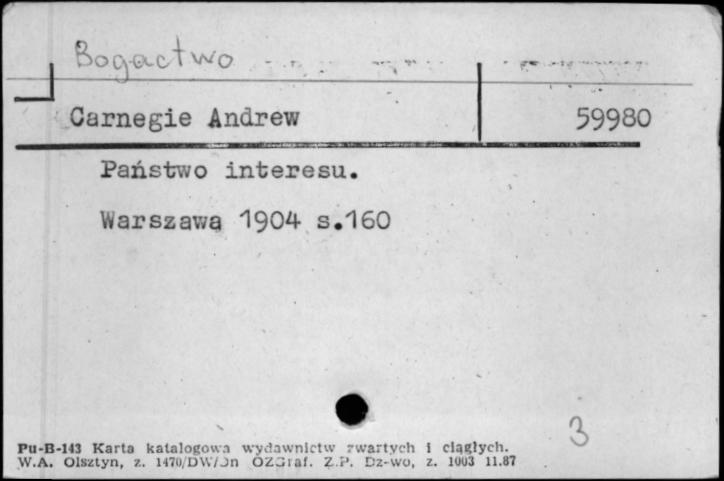 Bogactwo
Carnegie Andrew 59980
Państwo interesu.
Warszawa 1904 s.160
3
Pu-B-143 Karta katalogowa wydawnictw zwartych i ciągłych.
W.A. Olsztyn, z. 1470/DW/Dn OZGraf. Z.P. Dz-wo, z. 1003 11.87